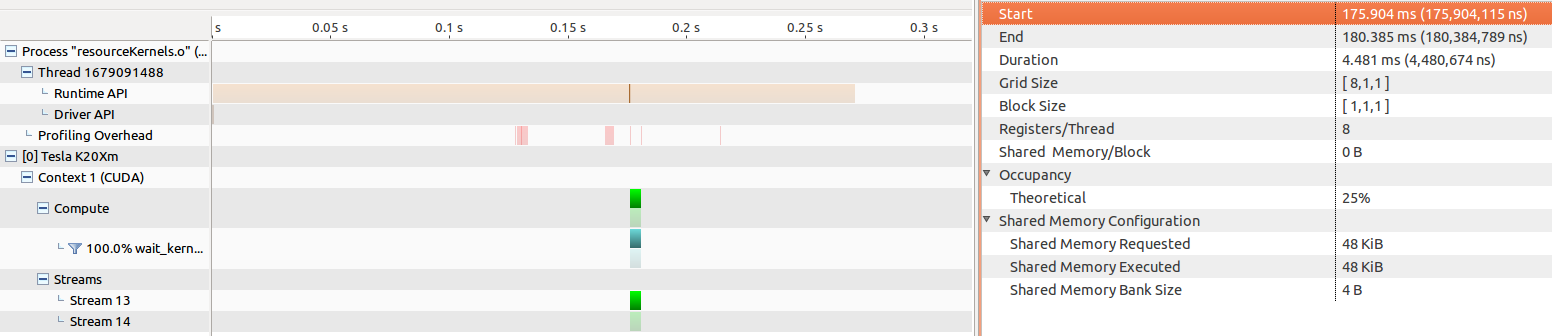 s 0.05 s 0.1 s 0.15 s 0.2 s 0.25 s 0.3 s
Process "resourceKernels.o" (...
Thread 1679091488
Runtime API
Driver API
Profiling Overhead
[0] Tesla K20Xm
Context 1 (CUDA)
Compute
100.0% wait_kern...
Streams
Stream 13
Stream 14
Start 175.904 ms (175,904,115 ns)
End 180.385 ms (180,384,789 ns)
Duration 4.481 ms (4,480,674 ns)
Grid Size [ 8,1,1 ]
Block Size [ 1,1,1 ]
Registers/Thread 8
Shared Memory/Block 0 B
Occupancy
Theoretical 25%
Shared Memory Configuration
Shared Memory Requested 48 KiB
Shared Memory Executed 48 KiB
Shared Memory Bank Size 4 B